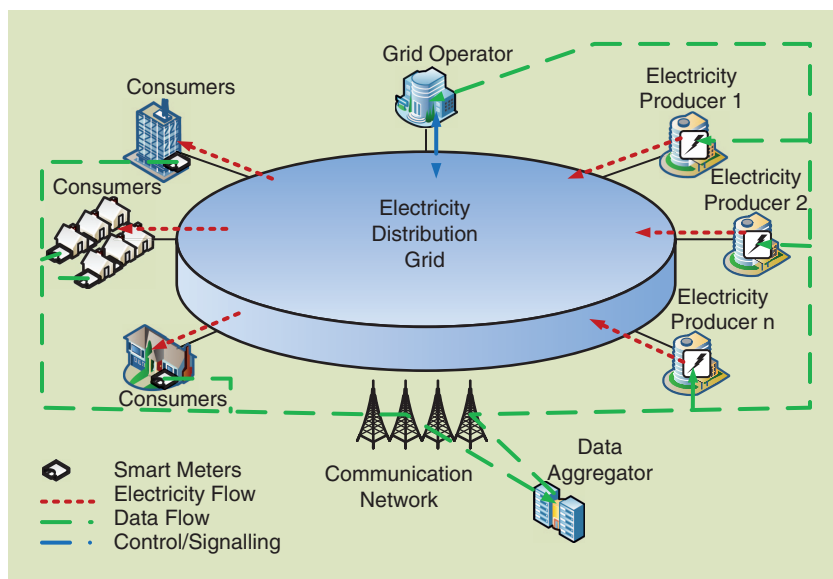 Grid Operator
Consumers
Electricity
Producer 1
Consumers
Electricity
Producer 2
Electricity
Distribution
Grid
Electricity
Producer n
Consumers
Communication
Network
Data
Aggregator
Smart Meters
Electricity Flow
Data Flow
Control/Signalling